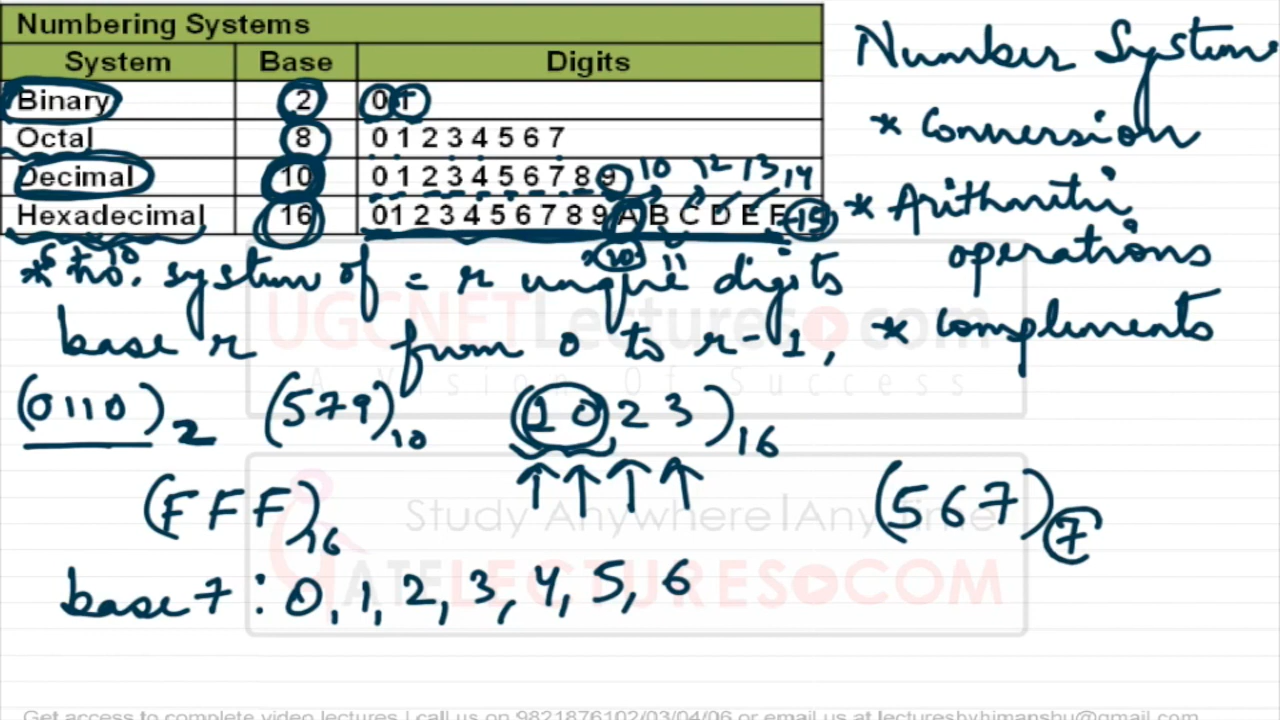 Numbering Systems
System Base Digits
Binary 2 0 1
Octal 8 0 1 2 3 4 5 6 7
Decimal 10 0 1 2 3 4 5 6 7 8 9
10 12 13 14
Hexadecimal 16 0 1 2 3 4 5 6 7 8 9 A B C D E F 15
10 11
Number System
* Conversion
* Arithmetic
operations
* Complements
* no. system of = r unique digits
base r from 0 to r-1,
UGCNETLectures.com
A Vision Of Success
(0110)2 (579)10 (1023)16
(FFF)16 (567)7
Study Anywhere|Any Time
base 7 : 0, 1, 2, 3, 4, 5, 6
GATELECTURES.COM
Get access to complete video lectures | call us on 9821876102/03/04/06 or email us at lecturesbyhimanshu@gmail.com